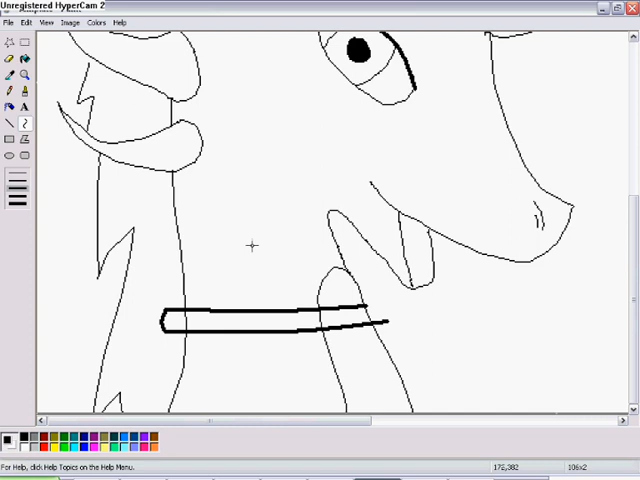 Unregistered HyperCam 2
File Edit View Image Colors Help
A
For Help, click Help Topics on the Help Menu.
172,382
106x2